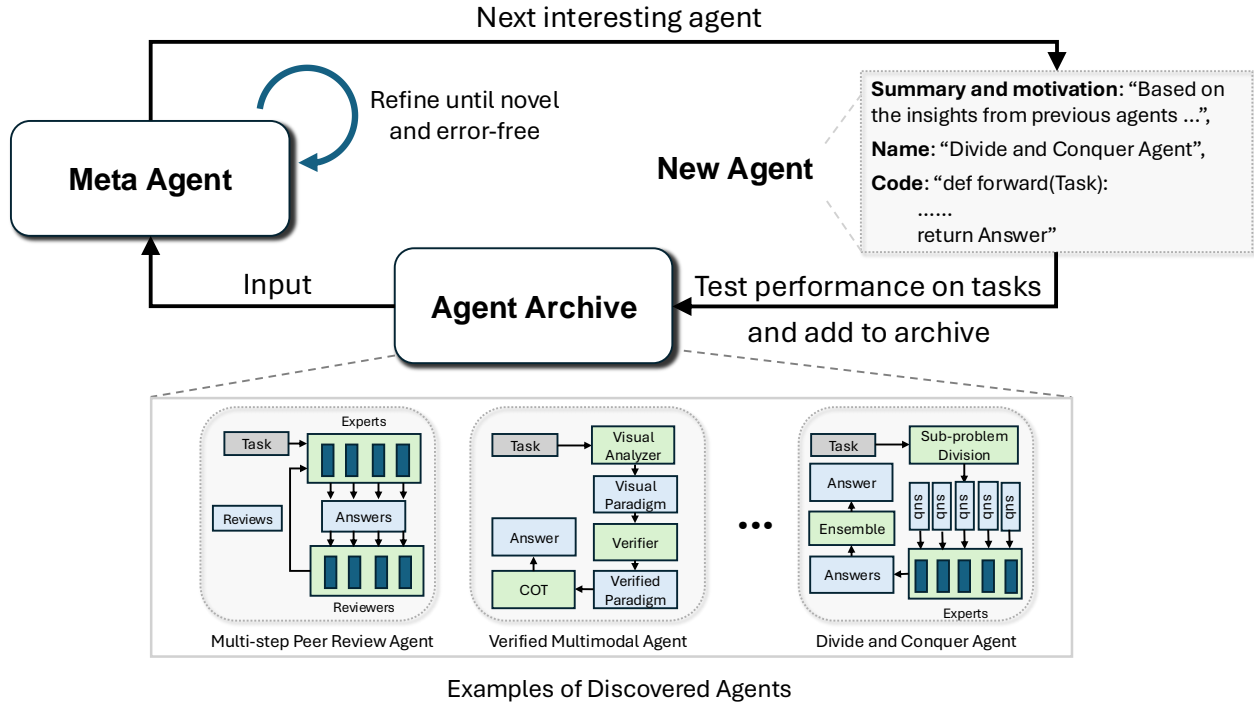 Next interesting agent
Refine until novel
and error-free
Meta Agent
New Agent
Summary and motivation: “Based on
the insights from previous agents ...”,
Name: “Divide and Conquer Agent”,
Code: “def forward(Task):
......
return Answer”
Input
Agent Archive
Test performance on tasks
and add to archive
Experts
Task
Reviews
Answers
Reviewers
Multi-step Peer Review Agent
Task
Visual
Analyzer
Visual
Paradigm
Verifier
Verified
Paradigm
COT
Answer
Verified Multimodal Agent
...
Task
Sub-problem
Division
sub
sub
sub
sub
sub
Experts
Answers
Ensemble
Answer
Divide and Conquer Agent
Examples of Discovered Agents